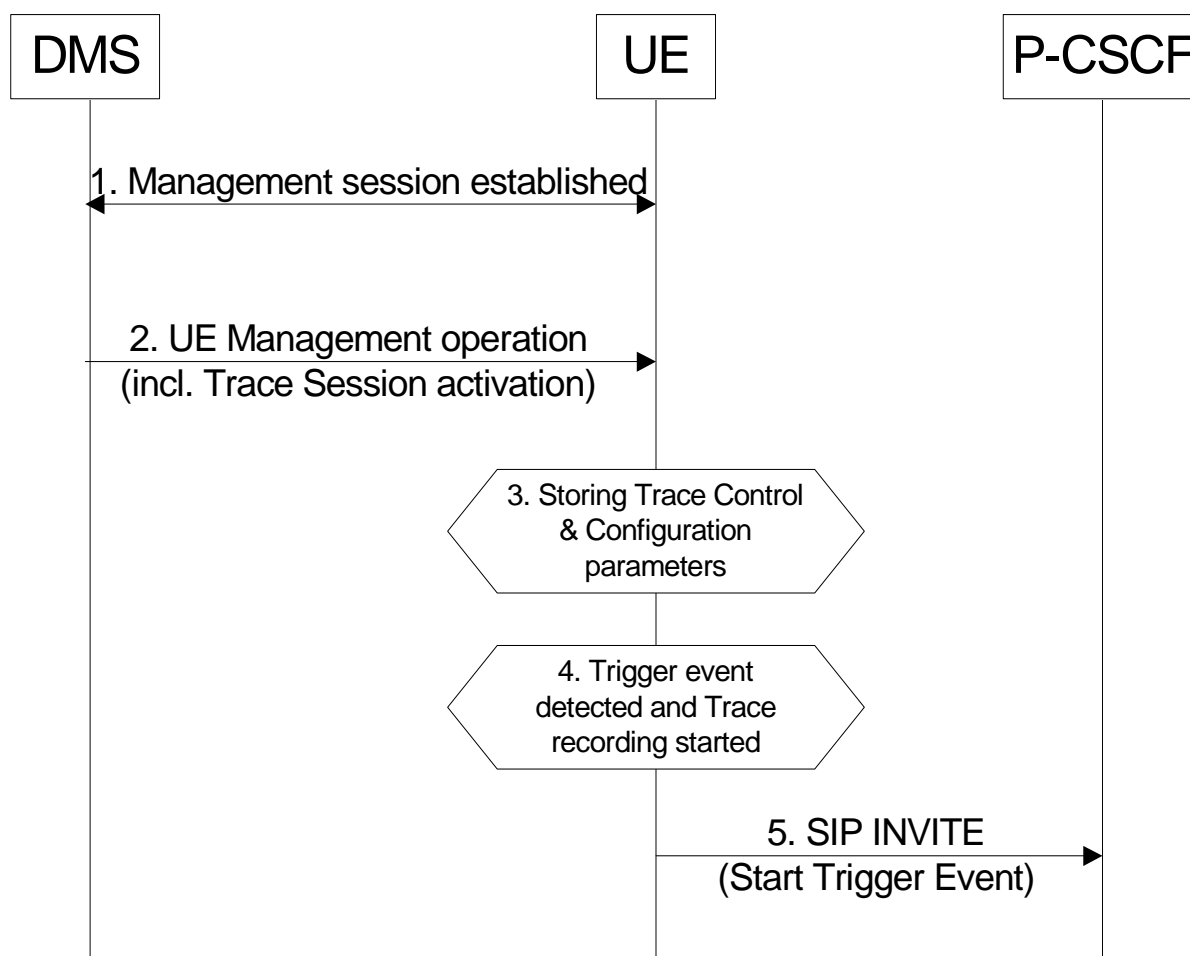 DMS
UE
P-CSCF
1. Management session established
2. UE Management operation
(incl. Trace Session activation)
3. Storing Trace Control
& Configuration
parameters
4. Trigger event
detected and Trace
recording started
5. SIP INVITE
(Start Trigger Event)